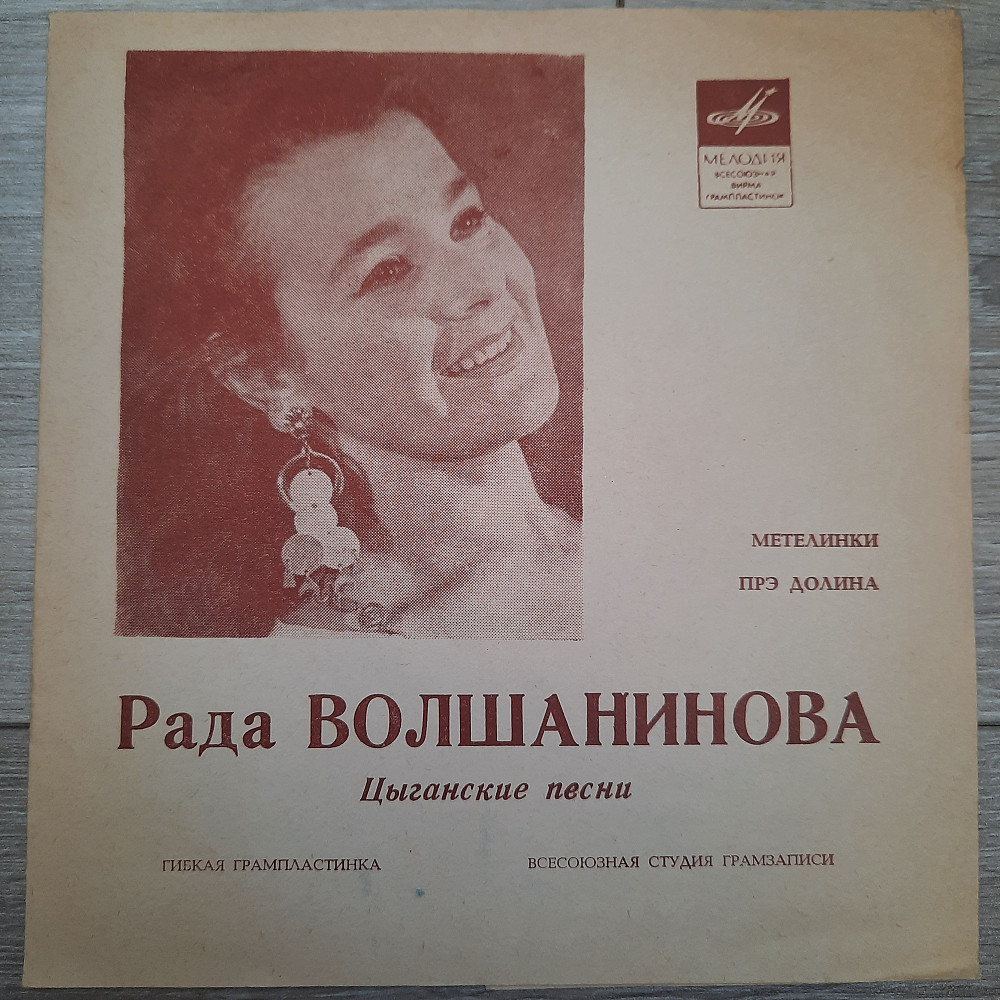 МЕЛОДИЯ
ВСЕСОЮЗНАЯ
ФИРМА
ГРАМПЛАСТИНОК
МЕТЕЛИНКИ
ПРЭ ДОЛИНА
Рада ВОЛШАНИНОВА
Цыганские песни
ГИБКАЯ ГРАМПЛАСТИНКА
ВСЕСОЮЗНАЯ СТУДИЯ ГРАМЗАПИСИ